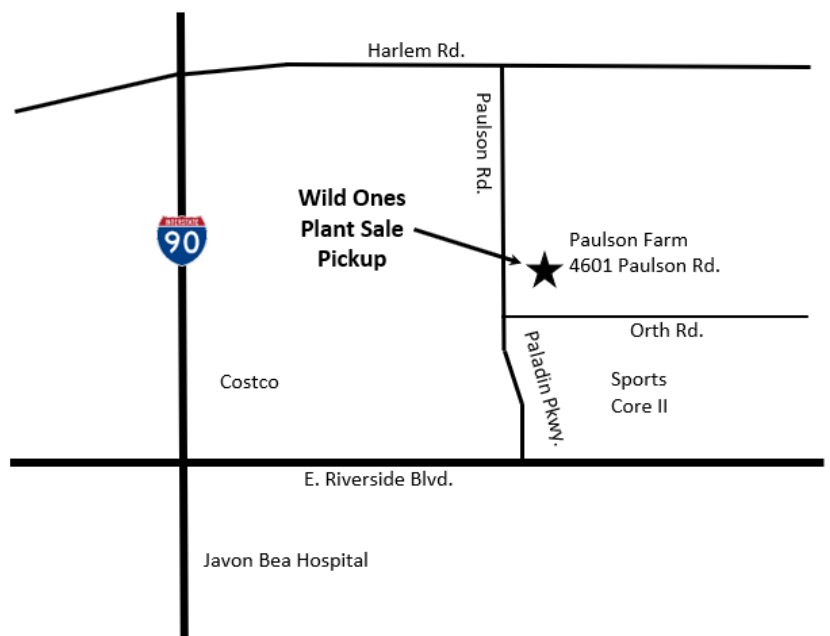 Harlem Rd.
Paulson Rd.
Wild Ones
Plant Sale
Pickup
INTERSTATE
90
Paulson Farm
4601 Paulson Rd.
Orth Rd.
Paladin Pkwy.
Costco
Sports
Core II
E. Riverside Blvd.
Javon Bea Hospital